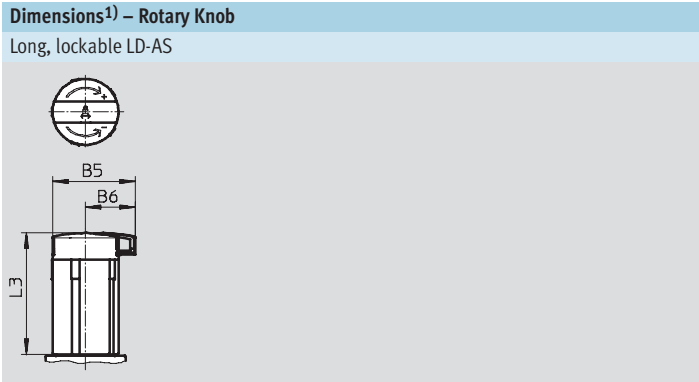 Dimensions1) – Rotary Knob
Long, lockable LD-AS
+
–
B5
B6
L3